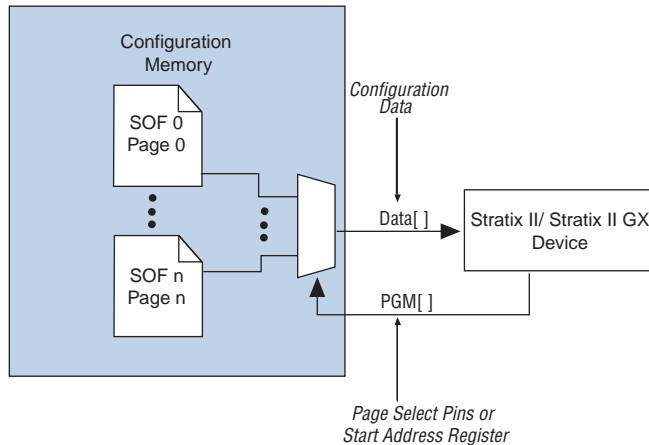 Configuration
Memory
SOF 0
Page 0
SOF n
Page n
Configuration
Data
Data[ ]
Stratix II/ Stratix II GX
Device
PGM[ ]
Page Select Pins or
Start Address Register